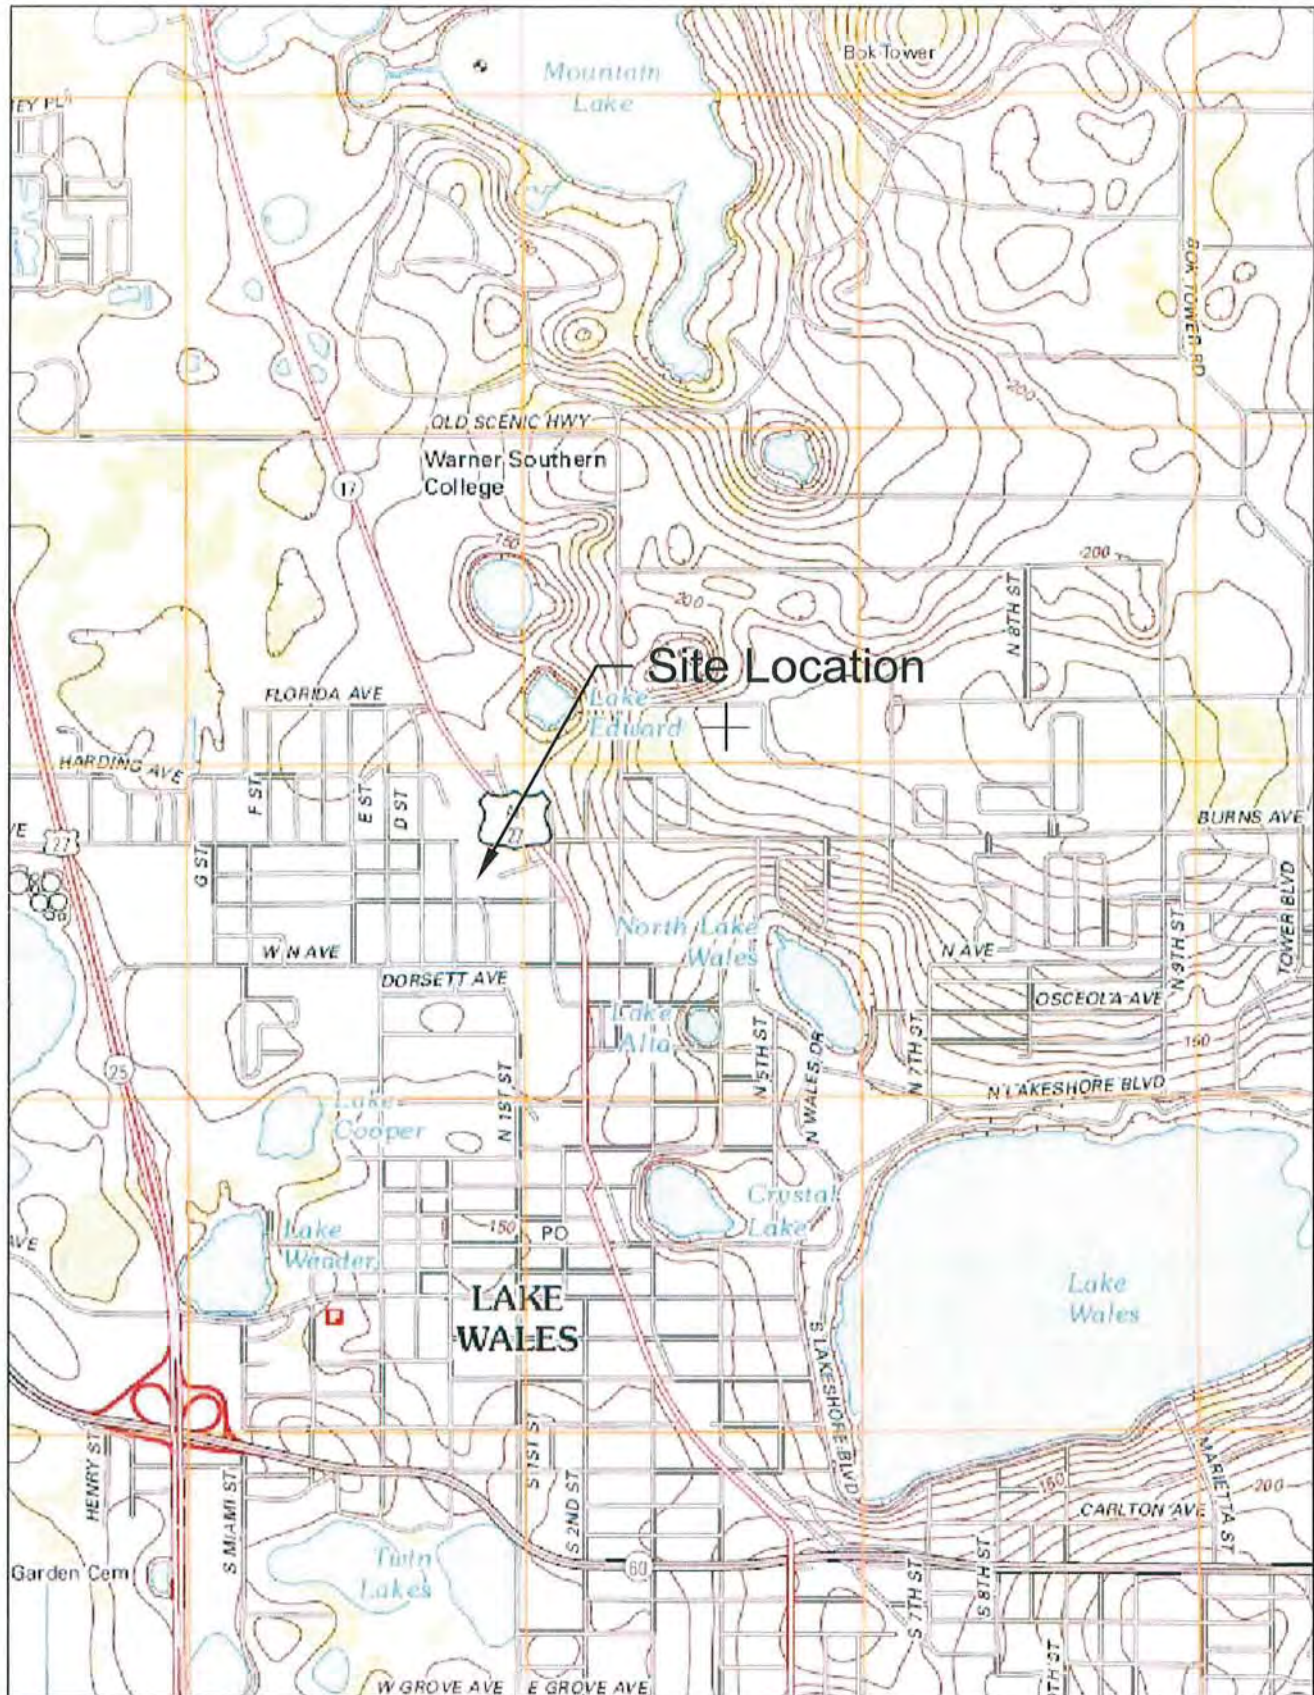 Bok Tower
Mountain
Lake
EY PL
BOK TOWER RD
200
OLD SCENIC HWY
Warner Southern
College
17
150
200
200
N 8TH ST
Site Location
FLORIDA AVE
Lake
Edward
HARDING AVE
F ST
E ST
D ST
27
BURNS AVE
VE
27
G ST
North Lake
Wales
W N AVE
N AVE
N 9TH ST
TOWER BLVD
DORSETT AVE
OSCEOLA AVE
Lake
Alta
N 5TH ST
N WALES DR
N 7TH ST
150
25
N 1ST ST
N LAKESHORE BLVD
Lake
Cooper
Crystal
Lake
150
PO
AVE
Lake
Weader
LAKE
WALES
Lake
Wales
S LAKESHORE BLVD
HENRY ST
S MIAMI ST
S 1ST ST
S 2ND ST
MARIETTA ST
200
150
CARLTON AVE
Garden Cem
Twin
Lakes
60
S 7TH ST
S 8TH ST
TH ST
W GROVE AVE
E GROVE AVE